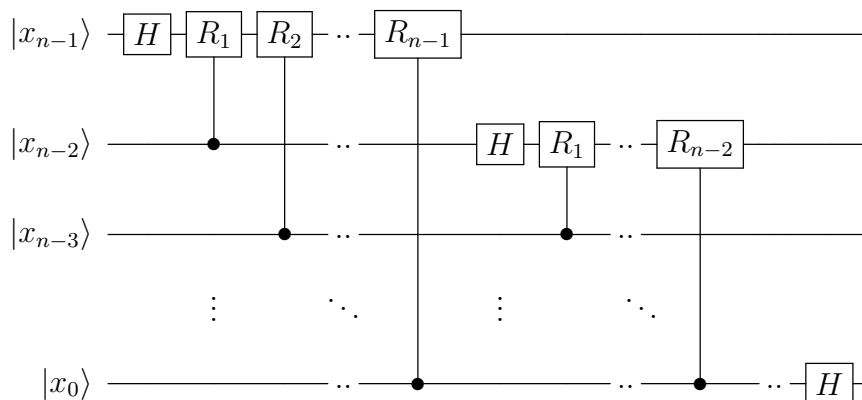 |x_{n−1}⟩ H R_1 R_2 ·· R_{n−1}
|x_{n−2}⟩ ·· H R_1 ·· R_{n−2}
|x_{n−3}⟩ ·· ··
⋮ ⋱ ⋮ ⋱
|x_0⟩ ·· ·· ·· H